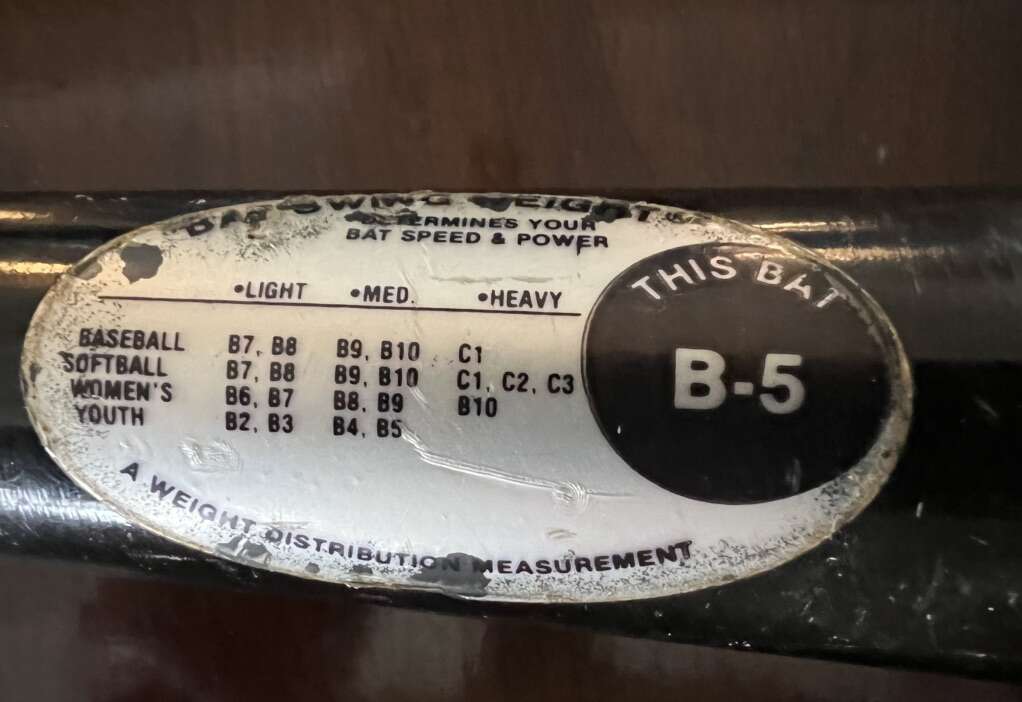 BAT SWING WEIGHT
DETERMINES YOUR
BAT SPEED & POWER
•LIGHT •MED. •HEAVY
BASEBALL B7, B8 B9, B10 C1
SOFTBALL B7, B8 B9, B10 C1, C2, C3
WOMEN'S B6, B7 B8, B9 B10
YOUTH B2, B3 B4, B5
A WEIGHT DISTRIBUTION MEASUREMENT
THIS BAT
B-5